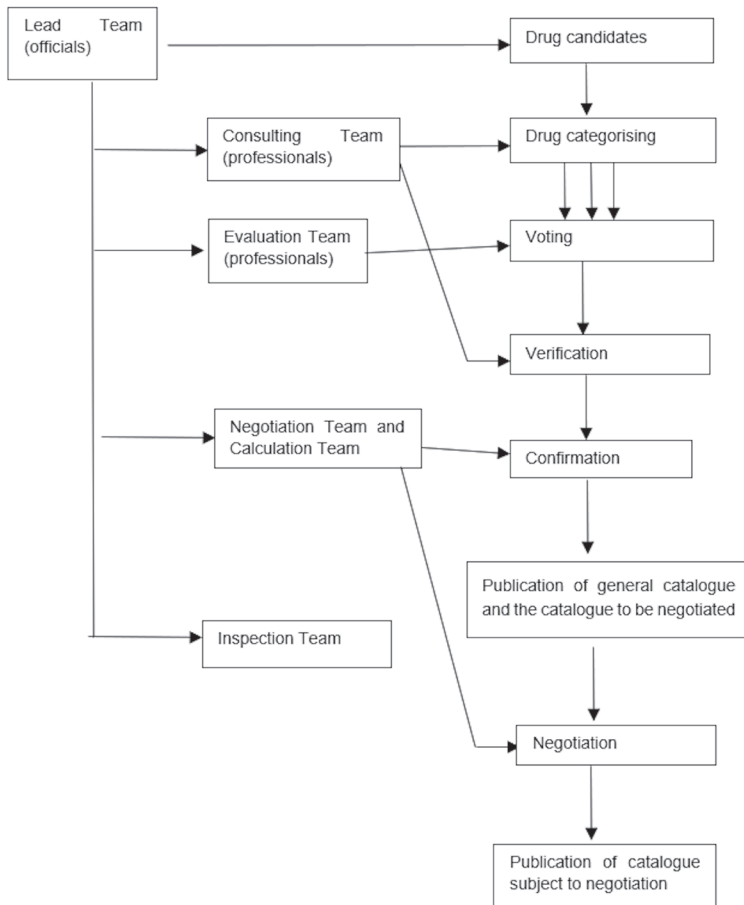 Lead Team
(officials)
Drug candidates
Consulting Team
(professionals)
Drug categorising
Evaluation Team
(professionals)
Voting
Verification
Negotiation Team and
Calculation Team
Confirmation
Publication of general catalogue
and the catalogue to be negotiated
Inspection Team
Negotiation
Publication of catalogue
subject to negotiation